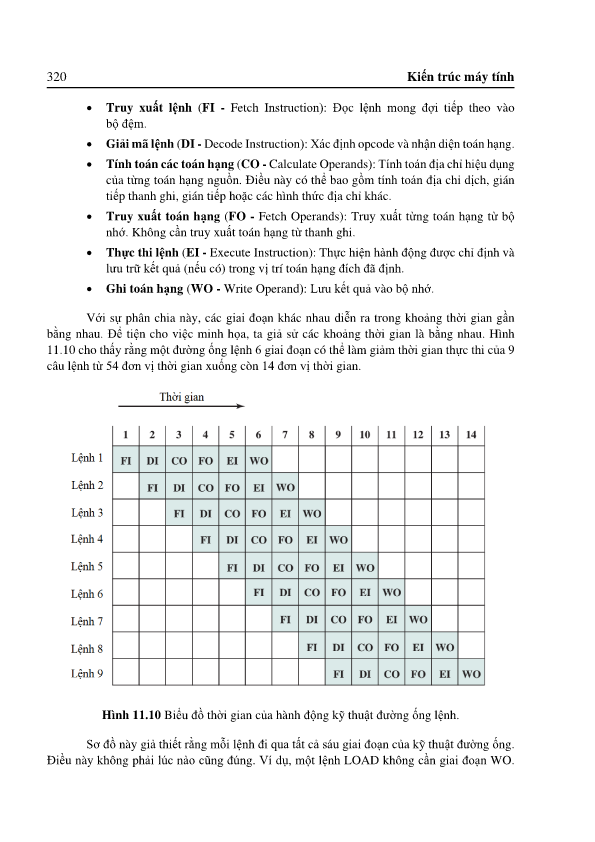 320 Kiến trúc máy tính
• Truy xuất lệnh (FI - Fetch Instruction): Đọc lệnh mong đợi tiếp theo vào
bộ đệm.
• Giải mã lệnh (DI - Decode Instruction): Xác định opcode và nhận diện toán hạng.
• Tính toán các toán hạng (CO - Calculate Operands): Tính toán địa chỉ hiệu dụng
của từng toán hạng nguồn. Điều này có thể bao gồm tính toán địa chỉ dịch, gián
tiếp thanh ghi, gián tiếp hoặc các hình thức địa chỉ khác.
• Truy xuất toán hạng (FO - Fetch Operands): Truy xuất từng toán hạng từ bộ
nhớ. Không cần truy xuất toán hạng từ thanh ghi.
• Thực thi lệnh (EI - Execute Instruction): Thực hiện hành động được chỉ định và
lưu trữ kết quả (nếu có) trong vị trí toán hạng đích đã định.
• Ghi toán hạng (WO - Write Operand): Lưu kết quả vào bộ nhớ.
Với sự phân chia này, các giai đoạn khác nhau diễn ra trong khoảng thời gian gần
bằng nhau. Để tiện cho việc minh họa, ta giả sử các khoảng thời gian là bằng nhau. Hình
11.10 cho thấy rằng một đường ống lệnh 6 giai đoạn có thể làm giảm thời gian thực thi của 9
câu lệnh từ 54 đơn vị thời gian xuống còn 14 đơn vị thời gian.
Thời gian
1 2 3 4 5 6 7 8 9 10 11 12 13 14
Lệnh 1 FI DI CO FO EI WO
Lệnh 2 FI DI CO FO EI WO
Lệnh 3 FI DI CO FO EI WO
Lệnh 4 FI DI CO FO EI WO
Lệnh 5 FI DI CO FO EI WO
Lệnh 6 FI DI CO FO EI WO
Lệnh 7 FI DI CO FO EI WO
Lệnh 8 FI DI CO FO EI WO
Lệnh 9 FI DI CO FO EI WO
Hình 11.10 Biểu đồ thời gian của hành động kỹ thuật đường ống lệnh.
Sơ đồ này giả thiết rằng mỗi lệnh đi qua tất cả sáu giai đoạn của kỹ thuật đường ống.
Điều này không phải lúc nào cũng đúng. Ví dụ, một lệnh LOAD không cần giai đoạn WO.